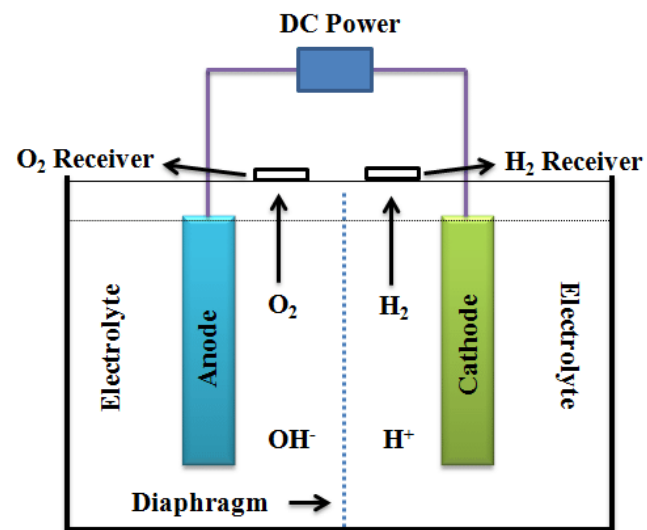 DC Power
O₂ Receiver
H₂ Receiver
O₂
H₂
Electrolyte
Anode
Cathode
Electrolyte
OH⁻
H⁺
Diaphragm